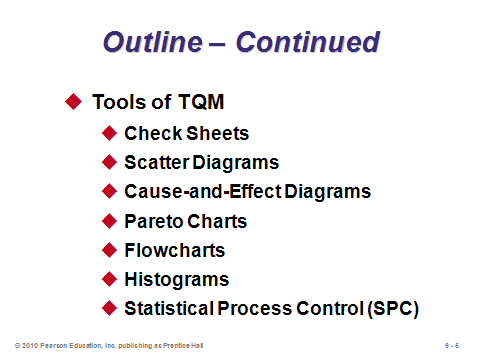 Outline – Continued
Tools of TQM
Check Sheets
Scatter Diagrams
Cause-and-Effect Diagrams
Pareto Charts
Flowcharts
Histograms
Statistical Process Control (SPC)
© 2010 Pearson Education, Inc. publishing as Prentice Hall
6 - 5